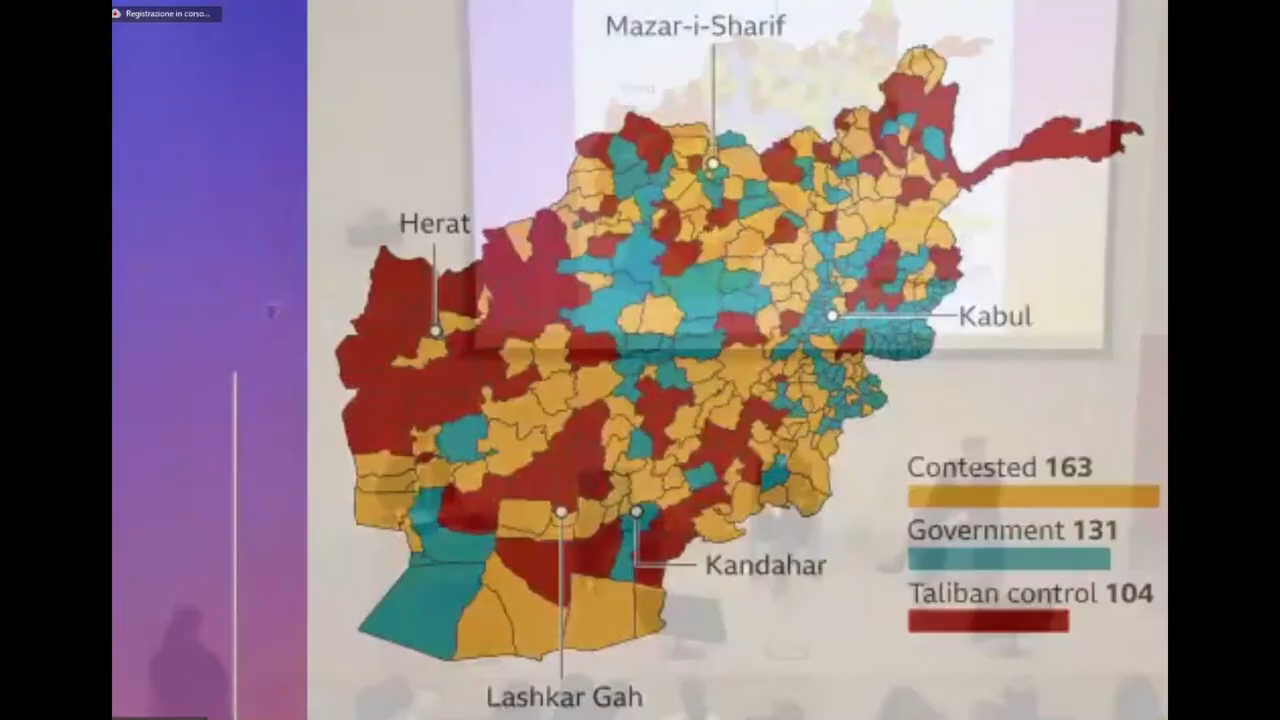 Registrazione in corso...
Mazar-i-Sharif
Herat
Kabul
Contested 163
Government 131
Kandahar
Taliban control 104
Lashkar Gah